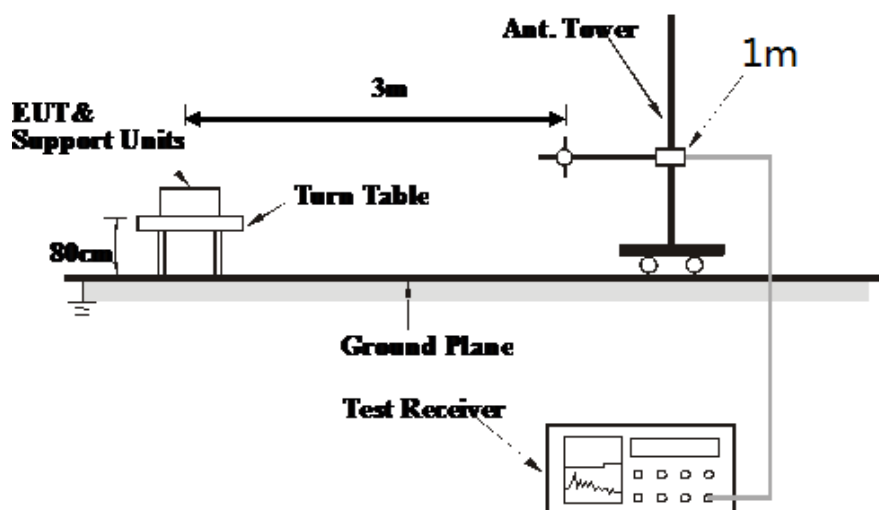 Ant. Tower
1m
3m
EUT&
Support Units
Turn Table
80cm
Ground Plane
Test Receiver